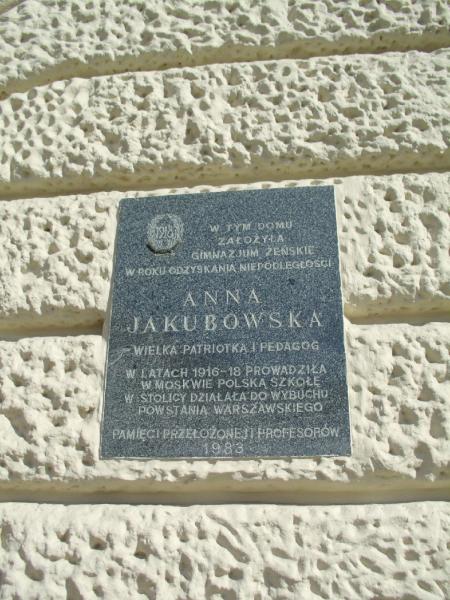 1918
W TYM DOMU
ZAŁOŻYŁA
GIMNAZJUM ŻEŃSKIE
W ROKU ODZYSKANIA NIEPODLEGŁOŚCI
ANNA
JAKUBOWSKA
WIELKA PATRIOTKA I PEDAGOG
W LATACH 1916-18 PROWADZIŁA
W MOSKWIE POLSKĄ SZKOŁĘ
W STOLICY DZIAŁAŁA DO WYBUCHU
POWSTANIA WARSZAWSKIEGO
PAMIĘCI PRZEŁOŻONEJ I PROFESORÓW
1983